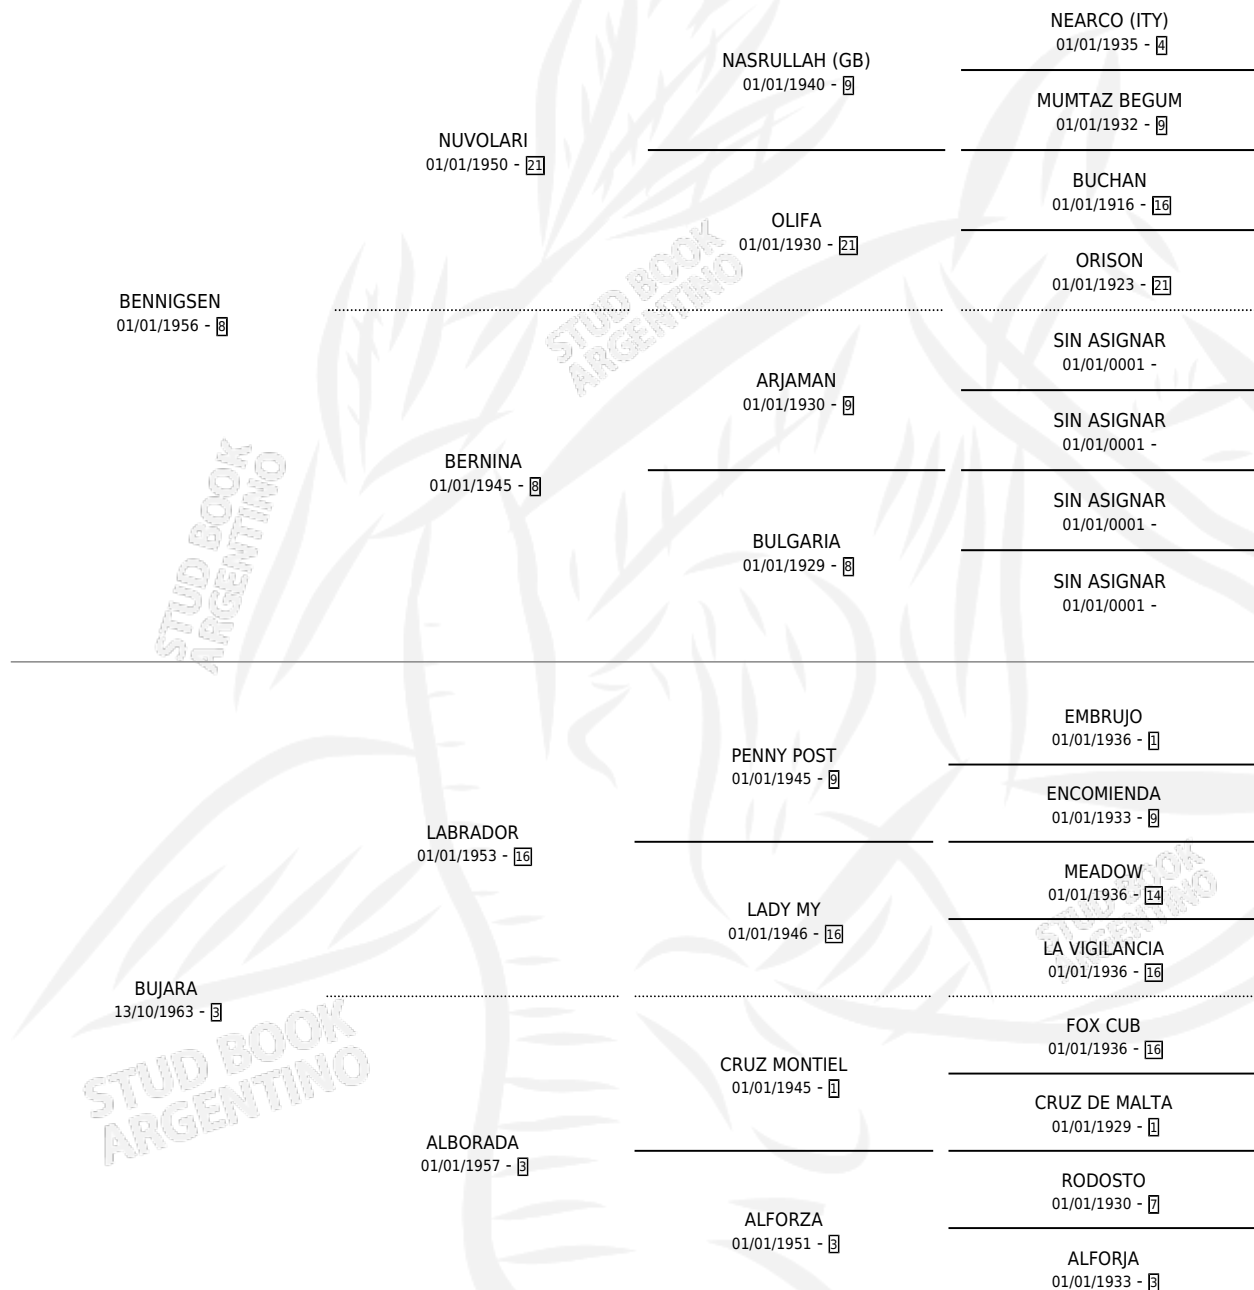 NEARCO (ITY)
01/01/1935 - 4
NASRULLAH (GB)
01/01/1940 - 9
MUMTAZ BEGUM
01/01/1932 - 9
NUVOLARI
01/01/1950 - 21
BUCHAN
01/01/1916 - 16
OLIFA
01/01/1930 - 21
ORISON
01/01/1923 - 21
BENNIGSEN
01/01/1956 - 8
STUD BOOK
ARGENTINO
SIN ASIGNAR
01/01/0001 -
ARJAMAN
01/01/1930 - 9
SIN ASIGNAR
01/01/0001 -
BERNINA
01/01/1945 - 8
SIN ASIGNAR
01/01/0001 -
BULGARIA
01/01/1929 - 8
SIN ASIGNAR
01/01/0001 -
STUD BOOK
ARGENTINO
EMBRUJO
01/01/1936 - 1
PENNY POST
01/01/1945 - 9
ENCOMIENDA
01/01/1933 - 9
LABRADOR
01/01/1953 - 16
MEADOW
01/01/1936 - 14
LADY MY
01/01/1946 - 16
LA VIGILANCIA
01/01/1936 - 16
STUD BOOK
ARGENTINO
BUJARA
13/10/1963 - 3
FOX CUB
01/01/1936 - 16
CRUZ MONTIEL
01/01/1945 - 1
CRUZ DE MALTA
01/01/1929 - 1
STUD BOOK
ARGENTINO
ALBORADA
01/01/1957 - 3
RODOSTO
01/01/1930 - 7
ALFORZA
01/01/1951 - 3
ALFORJA
01/01/1933 - 3